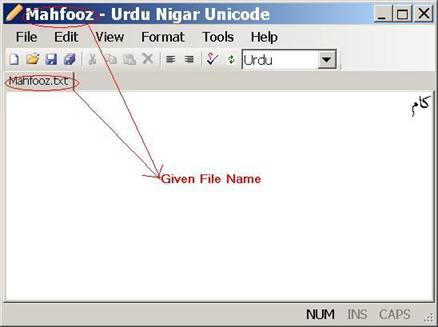 Mahfooz - Urdu Nigar Unicode
File Edit View Format Tools Help
Urdu
Mahfooz.txt
کام
Given File Name
NUM INS CAPS